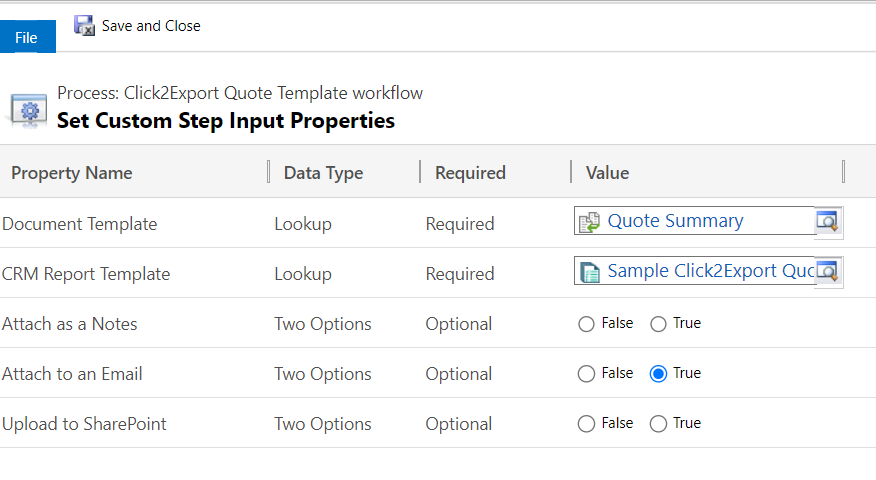 File Save and Close
Process: Click2Export Quote Template workflow
Set Custom Step Input Properties
Property Name Data Type Required Value
Document Template Lookup Required Quote Summary
CRM Report Template Lookup Required Sample Click2Export Quo
Attach as a Notes Two Options Optional False True
Attach to an Email Two Options Optional False True
Upload to SharePoint Two Options Optional False True